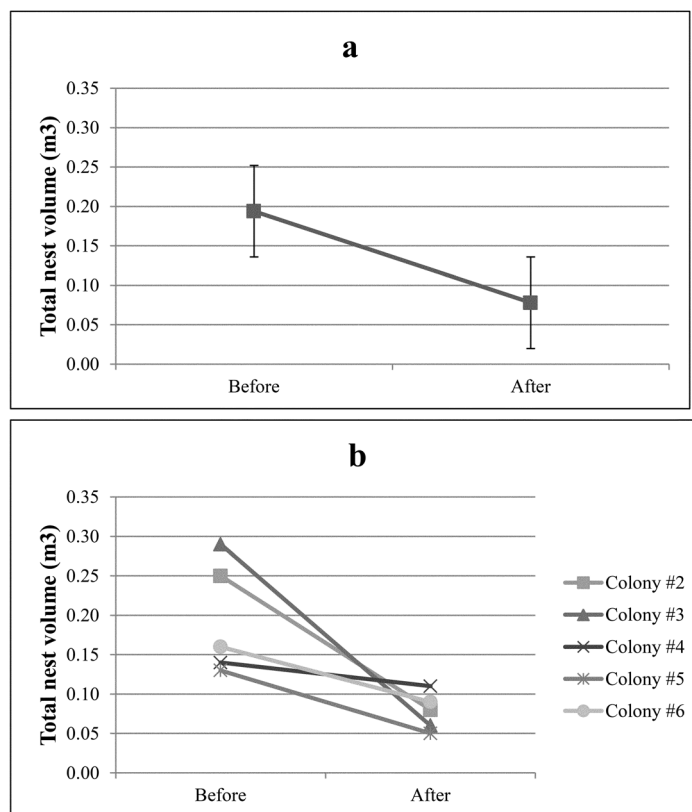 a
Total nest volume (m3)
0.35
0.30
0.25
0.20
0.15
0.10
0.05
0.00
Before After
b
Total nest volume (m3)
0.35
0.30
0.25
0.20
0.15
0.10
0.05
0.00
Before After
Colony #2
Colony #3
Colony #4
Colony #5
Colony #6